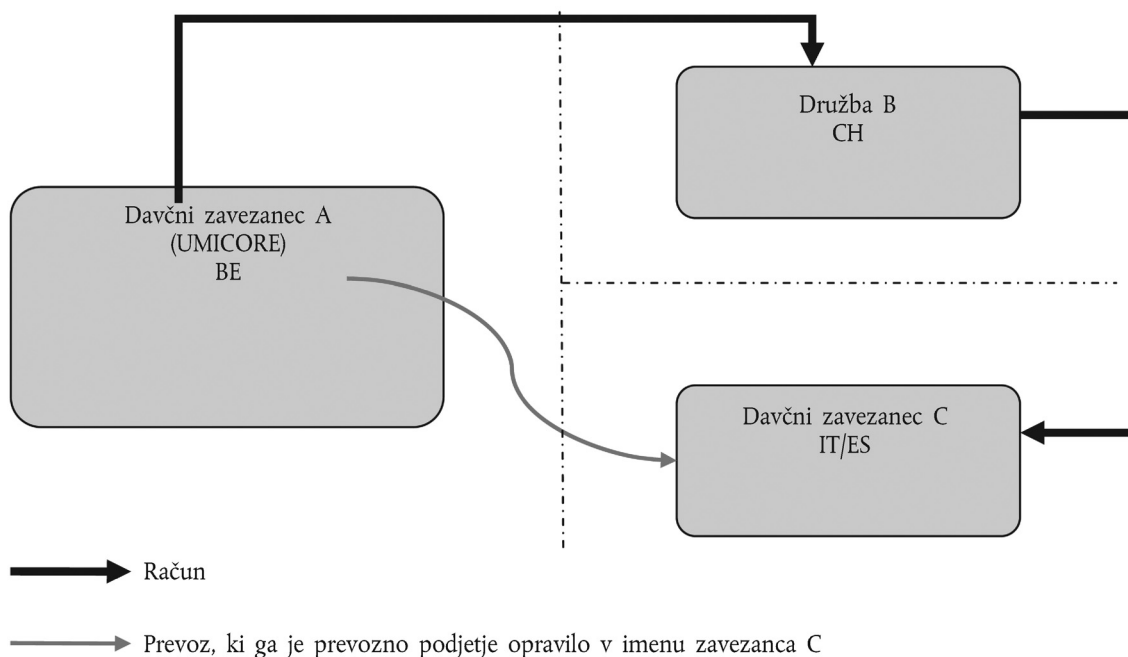 Družba B
CH
Davčni zavezanec A
(UMICORE)
BE
Davčni zavezanec C
IT/ES
Račun
Prevoz, ki ga je prevozno podjetje opravilo v imenu zavezanca C